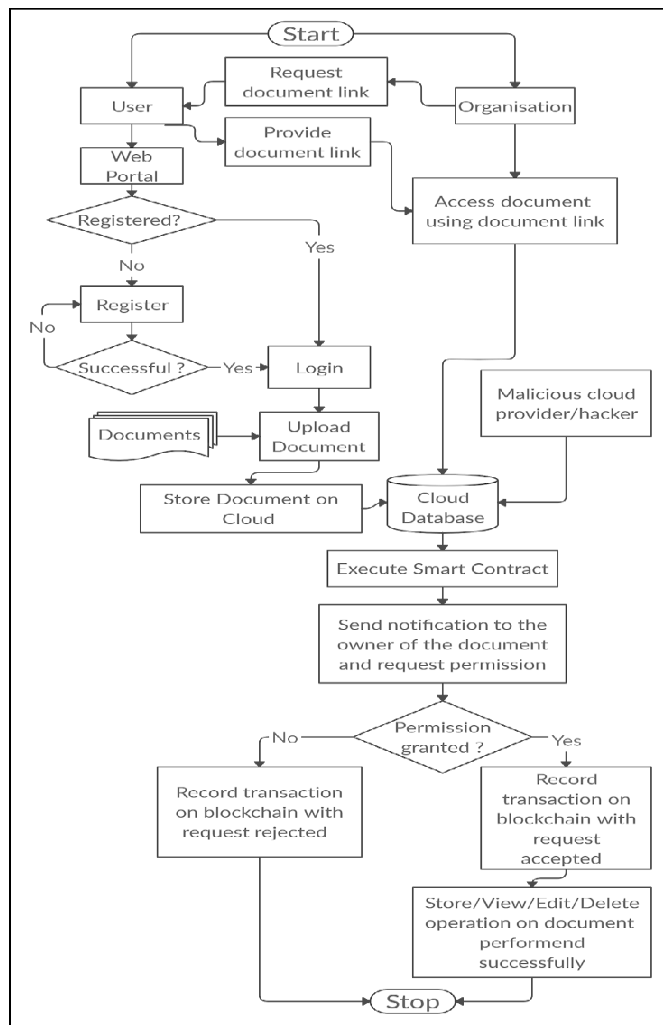 Start
Request
document link
User
Organisation
Provide
document link
Web
Portal
Access document
using document link
Registered?
Yes
No
Register
No
Successful ?
Yes
Login
Malicious cloud
provider/hacker
Documents
Upload
Document
Store Document on
Cloud
Cloud
Database
Execute Smart Contract
Send notification to the
owner of the document
and request permission
Permission
granted ?
No
Yes
Record transaction
on blockchain with
request rejected
Record
transaction on
blockchain with
request
accepted
Store/View/Edit/Delete
operation on document
performend
successfully
Stop